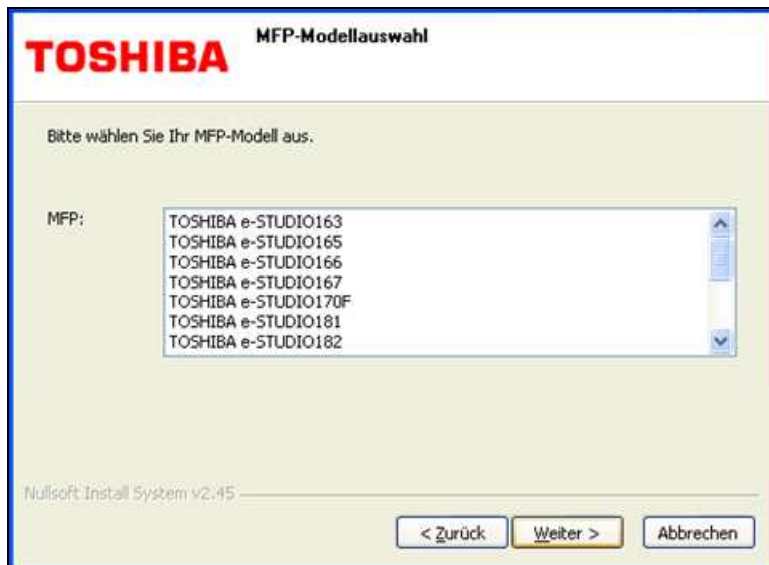 TOSHIBA
MFP-Modellauswahl
Bitte wählen Sie Ihr MFP-Modell aus.
MFP:
TOSHIBA e-STUDIO163
TOSHIBA e-STUDIO165
TOSHIBA e-STUDIO166
TOSHIBA e-STUDIO167
TOSHIBA e-STUDIO170F
TOSHIBA e-STUDIO181
TOSHIBA e-STUDIO182
Nullsoft Install System v2.45
< Zurück Weiter > Abbrechen